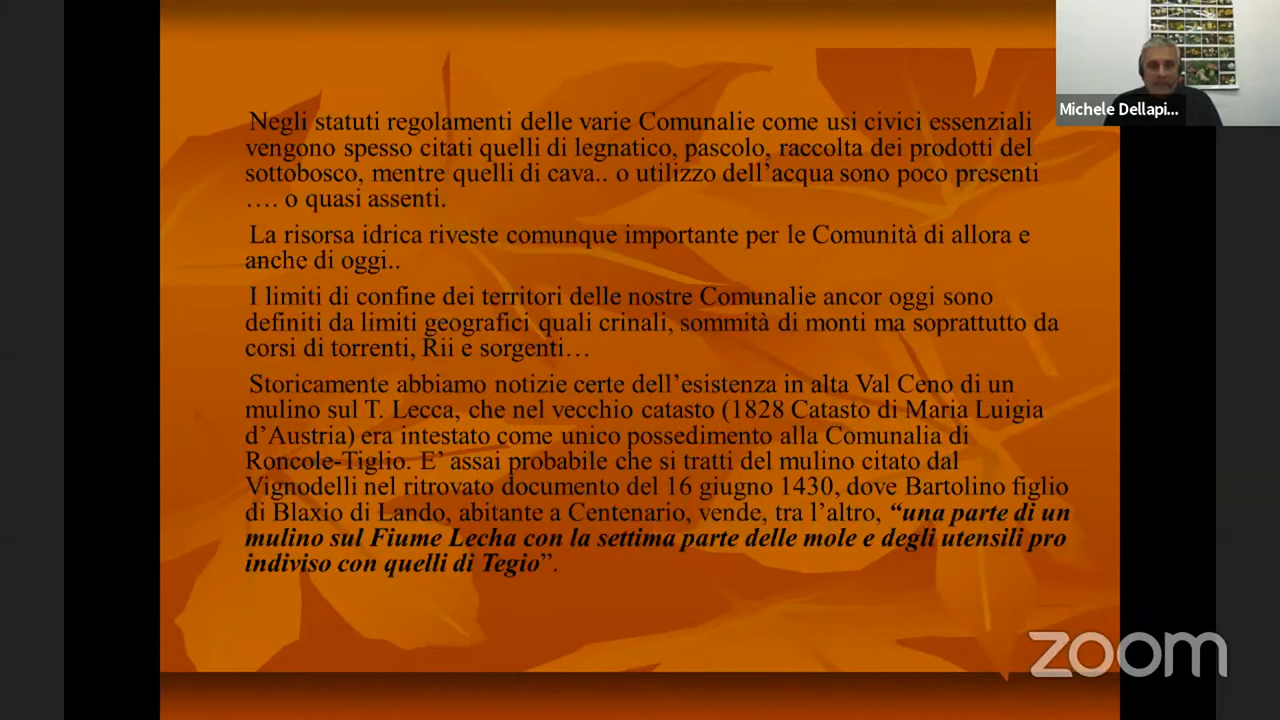 Negli statuti regolamenti delle varie Comunalie come usi civici essenziali
vengono spesso citati quelli di legnatico, pascolo, raccolta dei prodotti del
sottobosco, mentre quelli di cava.. o utilizzo dell’acqua sono poco presenti
…. o quasi assenti.
La risorsa idrica riveste comunque importante per le Comunità di allora e
anche di oggi..
I limiti di confine dei territori delle nostre Comunalie ancor oggi sono
definiti da limiti geografici quali crinali, sommità di monti ma soprattutto da
corsi di torrenti, Rii e sorgenti…
Storicamente abbiamo notizie certe dell’esistenza in alta Val Ceno di un
mulino sul T. Lecca, che nel vecchio catasto (1828 Catasto di Maria Luigia
d’Austria) era intestato come unico possedimento alla Comunalia di
Roncole-Tiglio. E’ assai probabile che si tratti del mulino citato dal
Vignodelli nel ritrovato documento del 16 giugno 1430, dove Bartolino figlio
di Blaxio di Lando, abitante a Centenario, vende, tra l’altro, “una parte di un
mulino sul Fiume Lecha con la settima parte delle mole e degli utensili pro
indiviso con quelli di Tegio”.
Michele Dellapi...
zoom